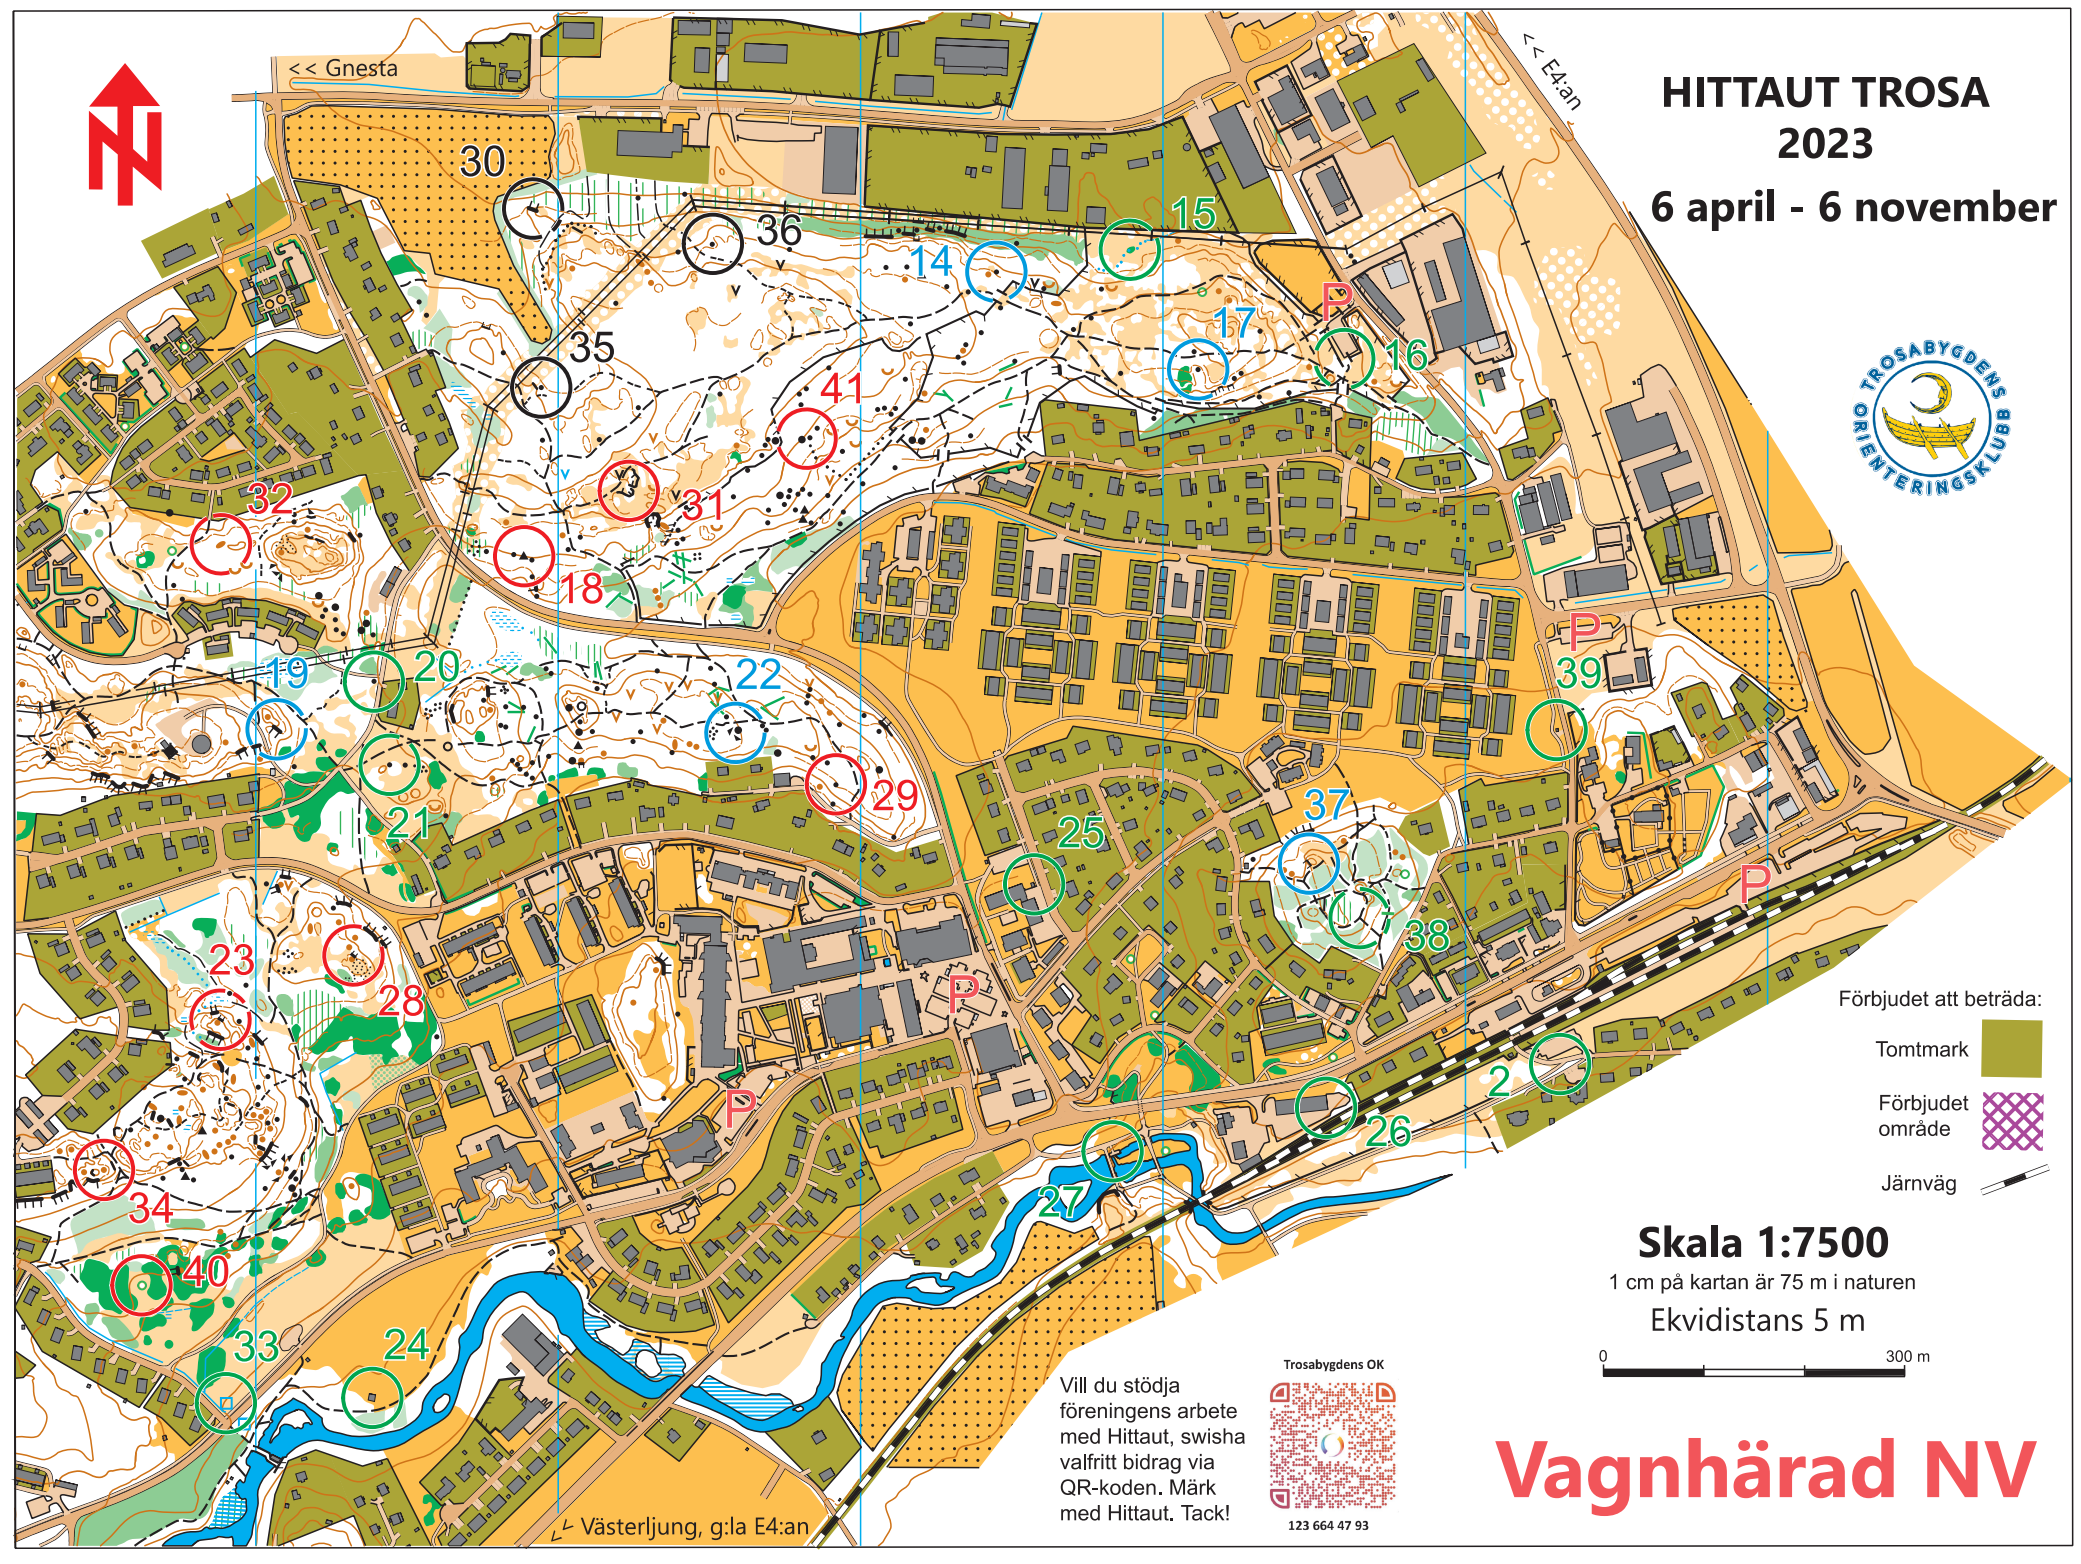 << Gnesta
<< E4:an
HITTAUT TROSA
2023
6 april - 6 november
30
36
15
14
P
17
16
35
TROSABYGDENS
ORIENTERINGSKLUBB
41
32
31
18
P
39
19
20
22
29
37
21
25
P
38
23
28
P
Förbjudet att beträda:
Tomtmark
2
P
Förbjudet
område
26
27
Järnväg
34
40
Skala 1:7500
1 cm på kartan är 75 m i naturen
Ekvidistans 5 m
33
24
0
300 m
Trosabygdens OK
Vill du stödja
föreningens arbete
med Hittaut, swisha
valfritt bidrag via
QR-koden. Märk
med Hittaut. Tack!
123 664 47 93
Vagnhärad NV
<< Västerljung, g:la E4:an